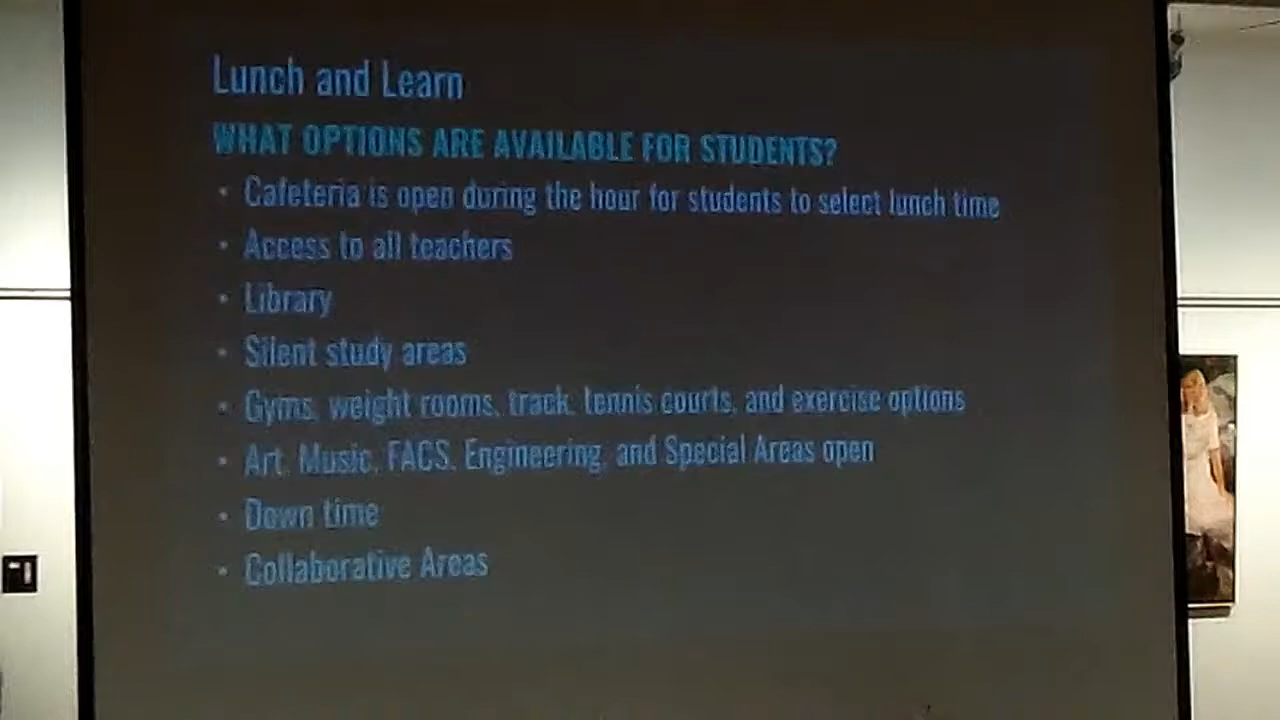 Lunch and Learn
WHAT OPTIONS ARE AVAILABLE FOR STUDENTS?
• Cafeteria is open during the hour for students to select lunch time
• Access to all teachers
• Library
• Silent study areas
• Gyms, weight rooms, track, tennis courts, and exercise options
• Art, Music, FACS, Engineering, and Special Areas open
• Down time
• Collaborative Areas